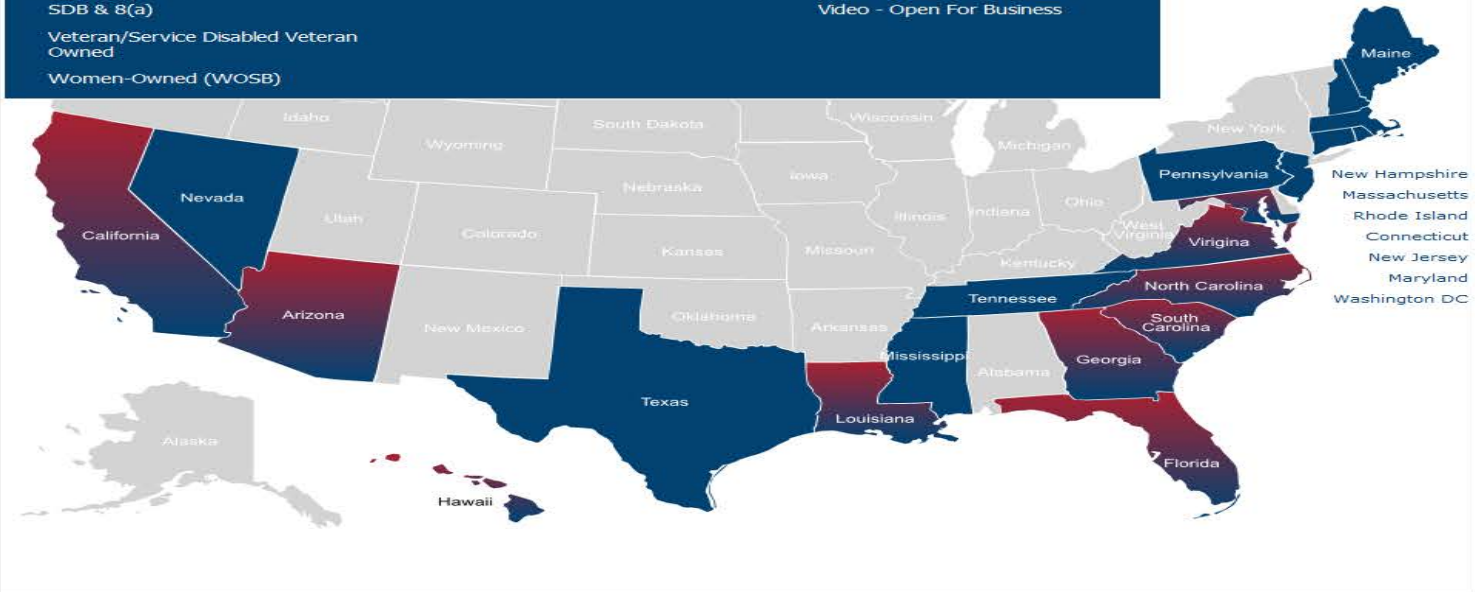 SDB & 8(a)
Video - Open For Business
Veteran/Service Disabled Veteran
Owned
Women-Owned (WOSB)
Maine
Idaho
Wisconsin
South Dakota
New York
Wyoming
Michigan
Pennsylvania
New Hampshire
Iowa
Nebraska
Massachusetts
Nevada
Ohio
Indiana
Illinois
Rhode Island
Utah
West
Virginia
Colorado
California
Connecticut
Virigina
Kansas
Missouri
New Jersey
Kentucky
Maryland
North Carolina
Tennessee
Washington DC
Arizona
Oklahoma
South
Carolina
New Mexico
Arkansas
Mississippi
Georgia
Alabama
Texas
Louisiana
Alaska
Florida
Hawaii